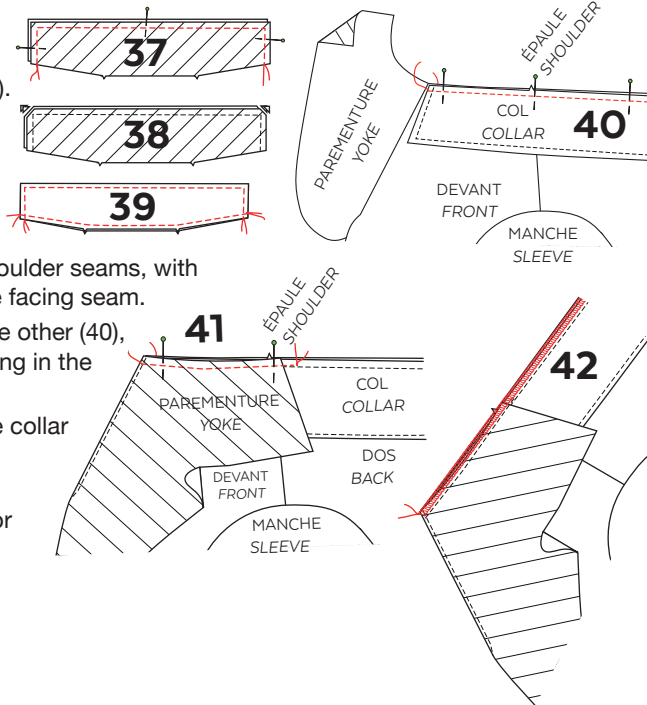 37
).
38
39
oulder seams, with
e facing seam.
e other (40),
ng in the
e collar
or
PAREMENTURE
YOKE
ÉPAULE
SHOULDER
COL
COLLAR
40
DEVANT
FRONT
MANCHE
SLEEVE
41
ÉPAULE
SHOULDER
PAREMENTURE
YOKE
COL
COLLAR
DEVANT
FRONT
DOS
BACK
MANCHE
SLEEVE
42